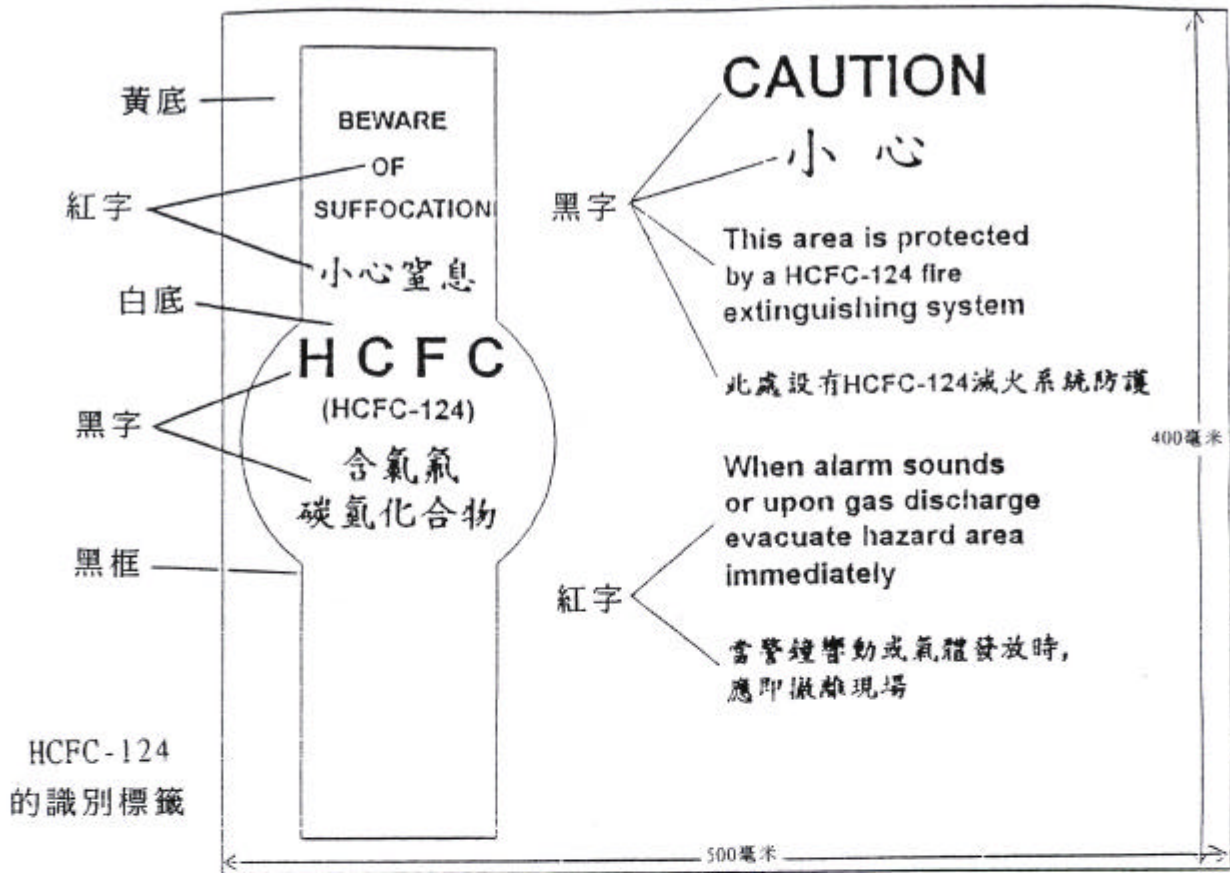 黃底
紅字
白底
黑字
黑框
HCFC-124
的識別標籤
BEWARE
OF
SUFFOCATION
小心窒息
H C F C
(HCFC-124)
含氯氟
碳氫化合物
黑字
CAUTION
小心
This area is protected
by a HCFC-124 fire
extinguishing system
此處設有HCFC-124滅火系統防護
紅字
When alarm sounds
or upon gas discharge
evacuate hazard area
immediately
當警鐘響動或氣體發放時,
應即撤離現場
400毫米
500毫米